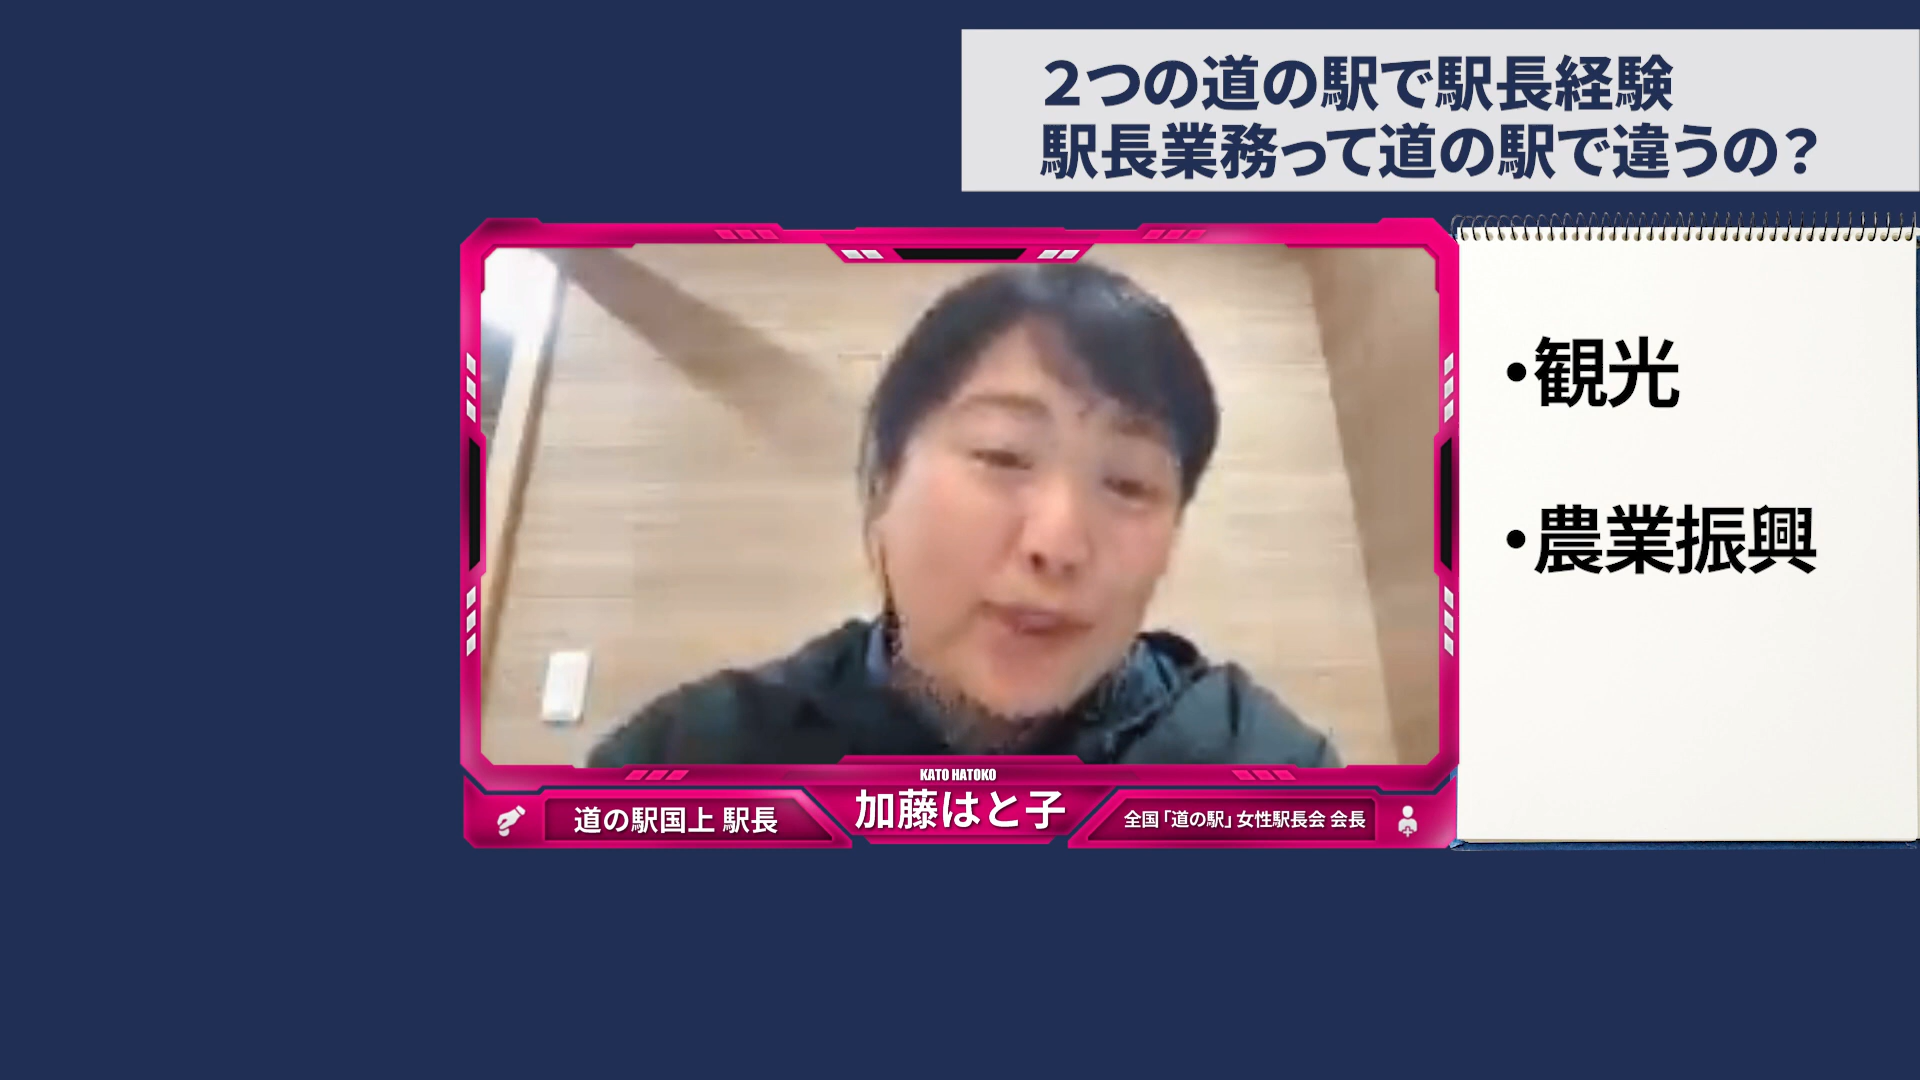 ２つの道の駅で駅長経験
駅長業務って道の駅で違うの？
・観光
・農業振興
KATO HATOKO
加藤はと子
道の駅国上 駅長
全国「道の駅」女性駅長会 会長